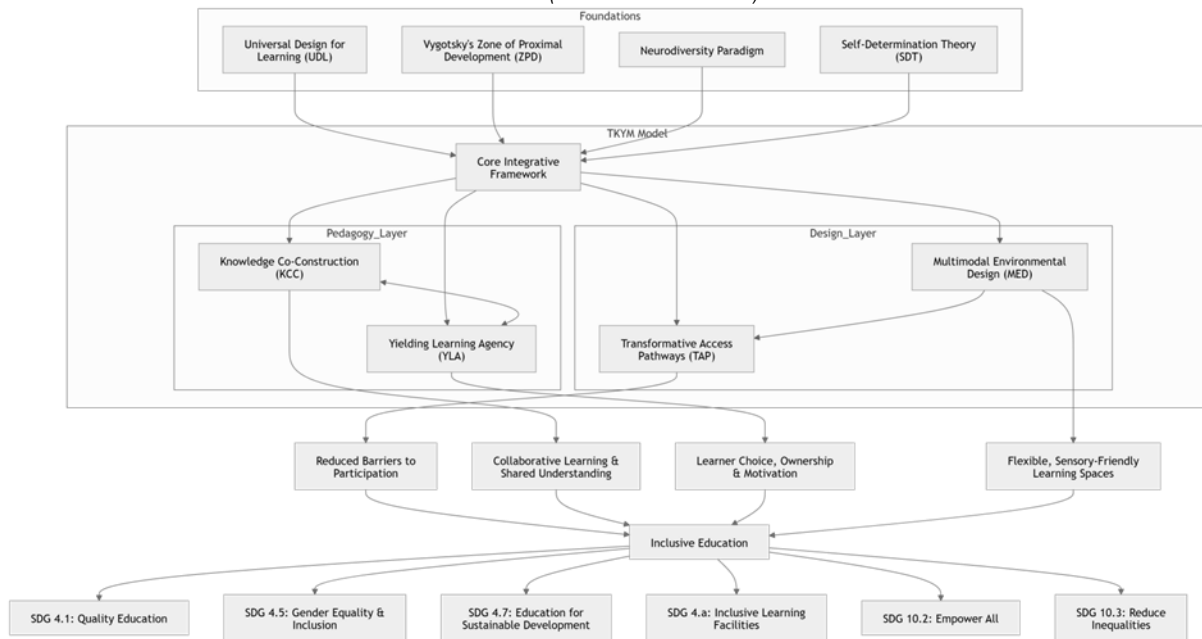 Foundations
Universal Design for
Learning (UDL)
Vygotsky's Zone of Proximal
Development (ZPD)
Neurodiversity Paradigm
Self-Determination Theory
(SDT)
TKYM Model
Core Integrative
Framework
Pedagogy_Layer
Design_Layer
Knowledge Co-Construction
(KCC)
Multimodal Environmental
Design (MED)
Yielding Learning Agency
(YLA)
Transformative Access
Pathways (TAP)
Reduced Barriers to
Participation
Collaborative Learning &
Shared Understanding
Learner Choice, Ownership
& Motivation
Flexible, Sensory-Friendly
Learning Spaces
Inclusive Education
SDG 4.1: Quality Education
SDG 4.5: Gender Equality &
Inclusion
SDG 4.7: Education for
Sustainable Development
SDG 4.a: Inclusive Learning
Facilities
SDG 10.2: Empower All
SDG 10.3: Reduce
Inequalities